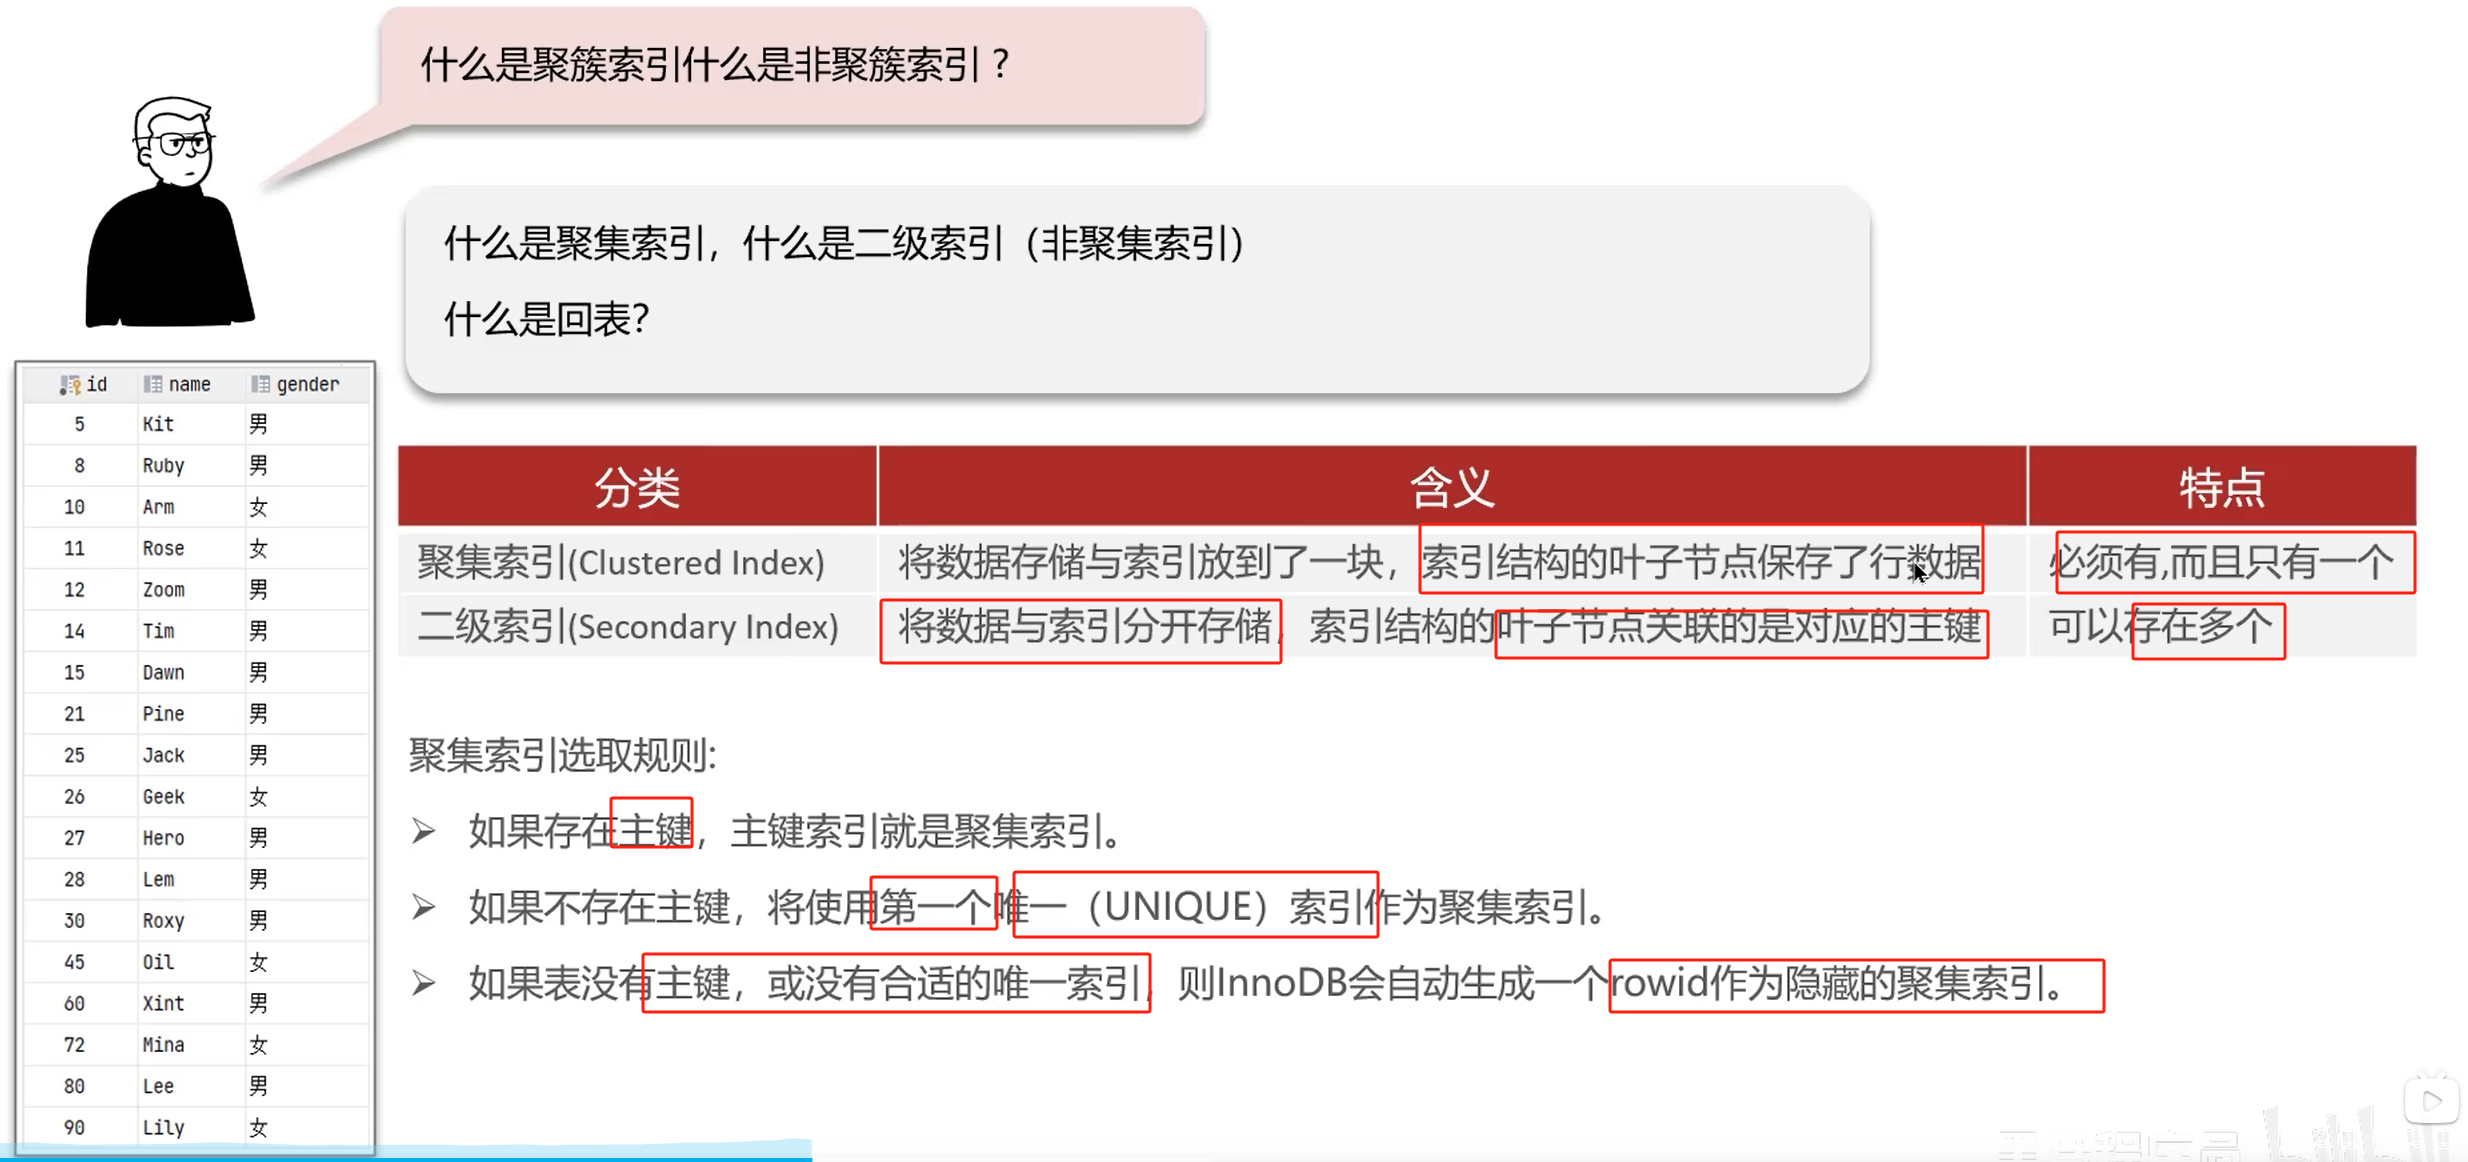 什么是聚簇索引什么是非聚簇索引？
什么是聚集索引，什么是二级索引（非聚集索引）
什么是回表？
id name gender
5 Kit 男
8 Ruby 男
10 Arm 女
11 Rose 女
12 Zoom 男
14 Tim 男
15 Dawn 男
21 Pine 男
25 Jack 男
26 Geek 女
27 Hero 男
28 Lem 男
30 Roxy 男
45 Oil 女
60 Xint 男
72 Mina 女
80 Lee 男
90 Lily 女
分类 含义 特点
聚集索引(Clustered Index) 将数据存储与索引放到了一块，索引结构的叶子节点保存了行数据 必须有,而且只有一个
二级索引(Secondary Index) 将数据与索引分开存储，索引结构的叶子节点关联的是对应的主键 可以存在多个
聚集索引选取规则:
➢ 如果存在主键，主键索引就是聚集索引。
➢ 如果不存在主键，将使用第一个唯一（UNIQUE）索引作为聚集索引。
➢ 如果表没有主键，或没有合适的唯一索引，则InnoDB会自动生成一个rowid作为隐藏的聚集索引。